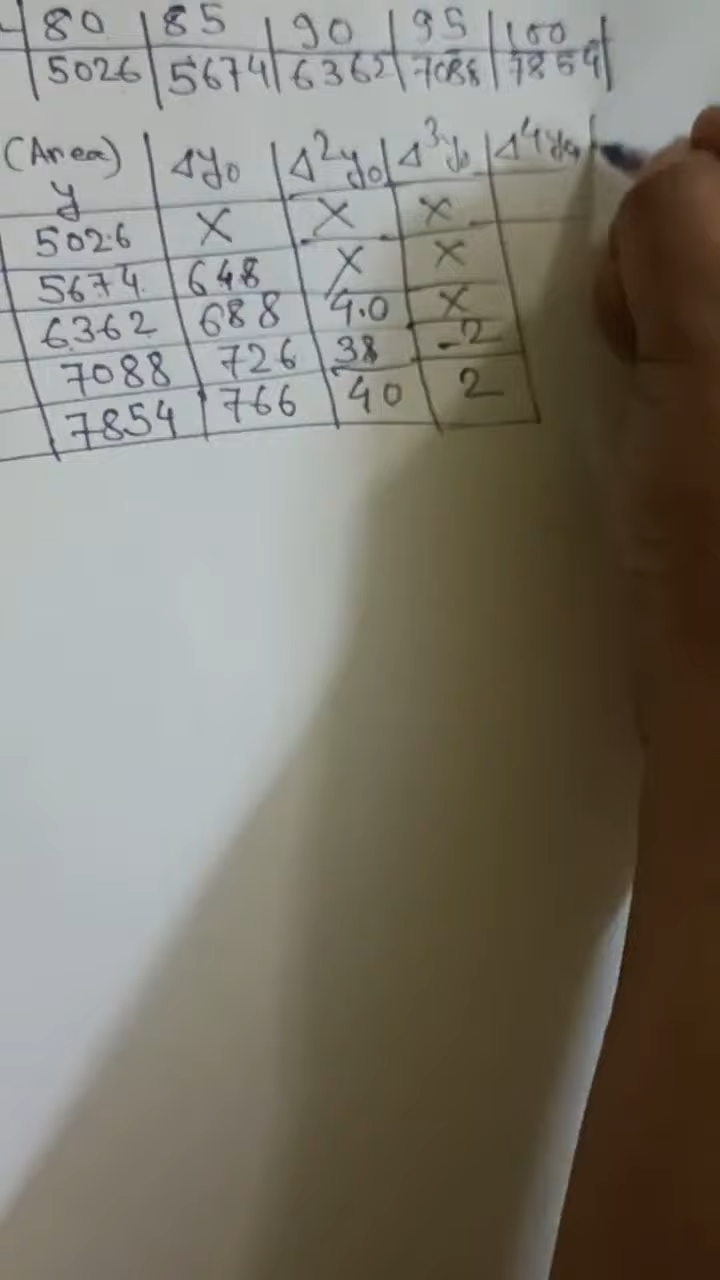 80 | 85 | 90 | 95 | 100
5026 | 5674 | 6362 | 7088 | 7854
(Area) y | Δy₀ | Δ²y₀ | Δ³y₀ | Δ⁴y₀
5026 | X | X | X
5674 | 648 | X | X
6362 | 688 | 40 | X
7088 | 726 | 38 | -2
7854 | 766 | 40 | 2